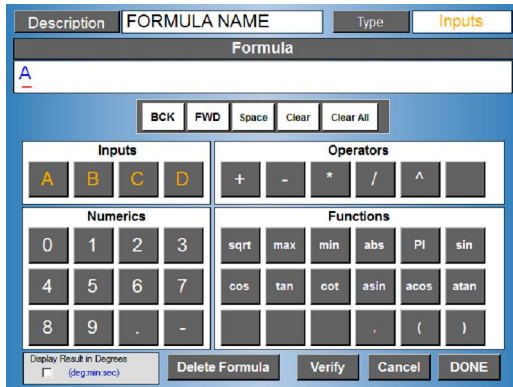 Description FORMULA NAME Type Inputs
Formula
A
BCK FWD Space Clear Clear All
Inputs Operators
A B C D + - * / ^
Numerics Functions
0 1 2 3 sqrt max min abs PI sin
4 5 6 7 cos tan cot asin acos atan
8 9 . - , ( )
Display Result in Degrees
(deg:min:sec)
Delete Formula Verify Cancel DONE